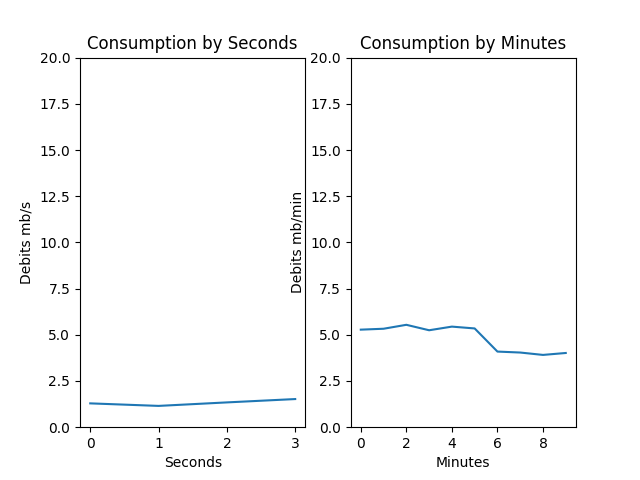 Consumption by Seconds
20.0
17.5
15.0
12.5
10.0
7.5
5.0
2.5
0.0
Debits mb/s
0 1 2 3
Seconds
Consumption by Minutes
20.0
17.5
15.0
12.5
10.0
7.5
5.0
2.5
0.0
Debits mb/min
0 2 4 6 8
Minutes